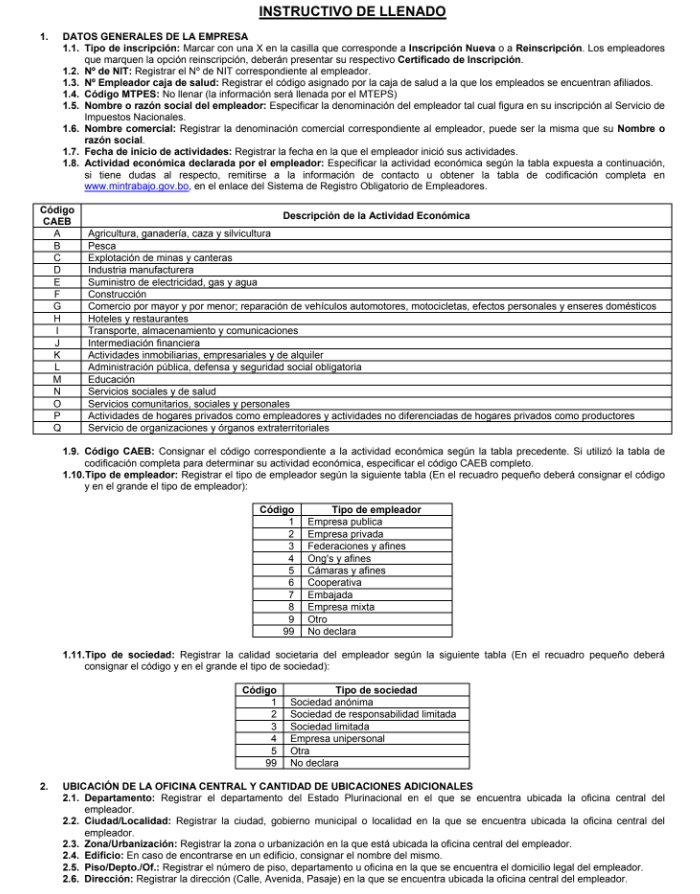 INSTRUCTIVO DE LLENADO
1. DATOS GENERALES DE LA EMPRESA
1.1. Tipo de inscripción: Marcar con una X en la casilla que corresponde a Inscripción Nueva o a Reinscripción. Los empleadores
que marquen la opción reinscripción, deberán presentar su respectivo Certificado de Inscripción.
1.2. Nº de NIT: Registrar el Nº de NIT correspondiente al empleador.
1.3. Nº Empleador caja de salud: Registrar el código asignado por la caja de salud a la que los empleados se encuentran afiliados.
1.4. Código MTPES: No llenar (la información será llenada por el MTEPS)
1.5. Nombre o razón social del empleador: Especificar la denominación del empleador tal cual figura en su inscripción al Servicio de
Impuestos Nacionales.
1.6. Nombre comercial: Registrar la denominación comercial correspondiente al empleador, puede ser la misma que su Nombre o
razón social.
1.7. Fecha de inicio de actividades: Registrar la fecha en la que el empleador inició sus actividades.
1.8. Actividad económica declarada por el empleador: Especificar la actividad económica según la tabla expuesta a continuación,
si tiene dudas al respecto, remitirse a la información de contacto u obtener la tabla de codificación completa en
www.mintrabajo.gov.bo, en el enlace del Sistema de Registro Obligatorio de Empleadores.
Código CAEB Descripción de la Actividad Económica
A Agricultura, ganadería, caza y silvicultura
B Pesca
C Explotación de minas y canteras
D Industria manufacturera
E Suministro de electricidad, gas y agua
F Construcción
G Comercio por mayor y por menor; reparación de vehículos automotores, motocicletas, efectos personales y enseres domésticos
H Hoteles y restaurantes
I Transporte, almacenamiento y comunicaciones
J Intermediación financiera
K Actividades inmobiliarias, empresariales y de alquiler
L Administración pública, defensa y seguridad social obligatoria
M Educación
N Servicios sociales y de salud
O Servicios comunitarios, sociales y personales
P Actividades de hogares privados como empleadores y actividades no diferenciadas de hogares privados como productores
Q Servicio de organizaciones y órganos extraterritoriales
1.9. Código CAEB: Consignar el código correspondiente a la actividad económica según la tabla precedente. Si utilizó la tabla de
codificación completa para determinar su actividad económica, especificar el código CAEB completo.
1.10.Tipo de empleador: Registrar el tipo de empleador según la siguiente tabla (En el recuadro pequeño deberá consignar el código
y en el grande el tipo de empleador):
Código Tipo de empleador
1 Empresa publica
2 Empresa privada
3 Federaciones y afines
4 Ong's y afines
5 Cámaras y afines
6 Cooperativa
7 Embajada
8 Empresa mixta
9 Otro
99 No declara
1.11.Tipo de sociedad: Registrar la calidad societaria del empleador según la siguiente tabla (En el recuadro pequeño deberá
consignar el código y en el grande el tipo de sociedad):
Código Tipo de sociedad
1 Sociedad anónima
2 Sociedad de responsabilidad limitada
3 Sociedad limitada
4 Empresa unipersonal
5 Otra
99 No declara
2. UBICACIÓN DE LA OFICINA CENTRAL Y CANTIDAD DE UBICACIONES ADICIONALES
2.1. Departamento: Registrar el departamento del Estado Plurinacional en el que se encuentra ubicada la oficina central del
empleador.
2.2. Ciudad/Localidad: Registrar la ciudad, gobierno municipal o localidad en la que se encuentra ubicada la oficina central del
empleador.
2.3. Zona/Urbanización: Registrar la zona o urbanización en la que está ubicada la oficina central del empleador.
2.4. Edificio: En caso de encontrarse en un edificio, consignar el nombre del mismo.
2.5. Piso/Depto./Of.: Registrar el número de piso, departamento u oficina en la que se encuentra el domicilio legal del empleador.
2.6. Dirección: Registrar la dirección (Calle, Avenida, Pasaje) en la que se encuentra ubicada la oficina central del empleador.